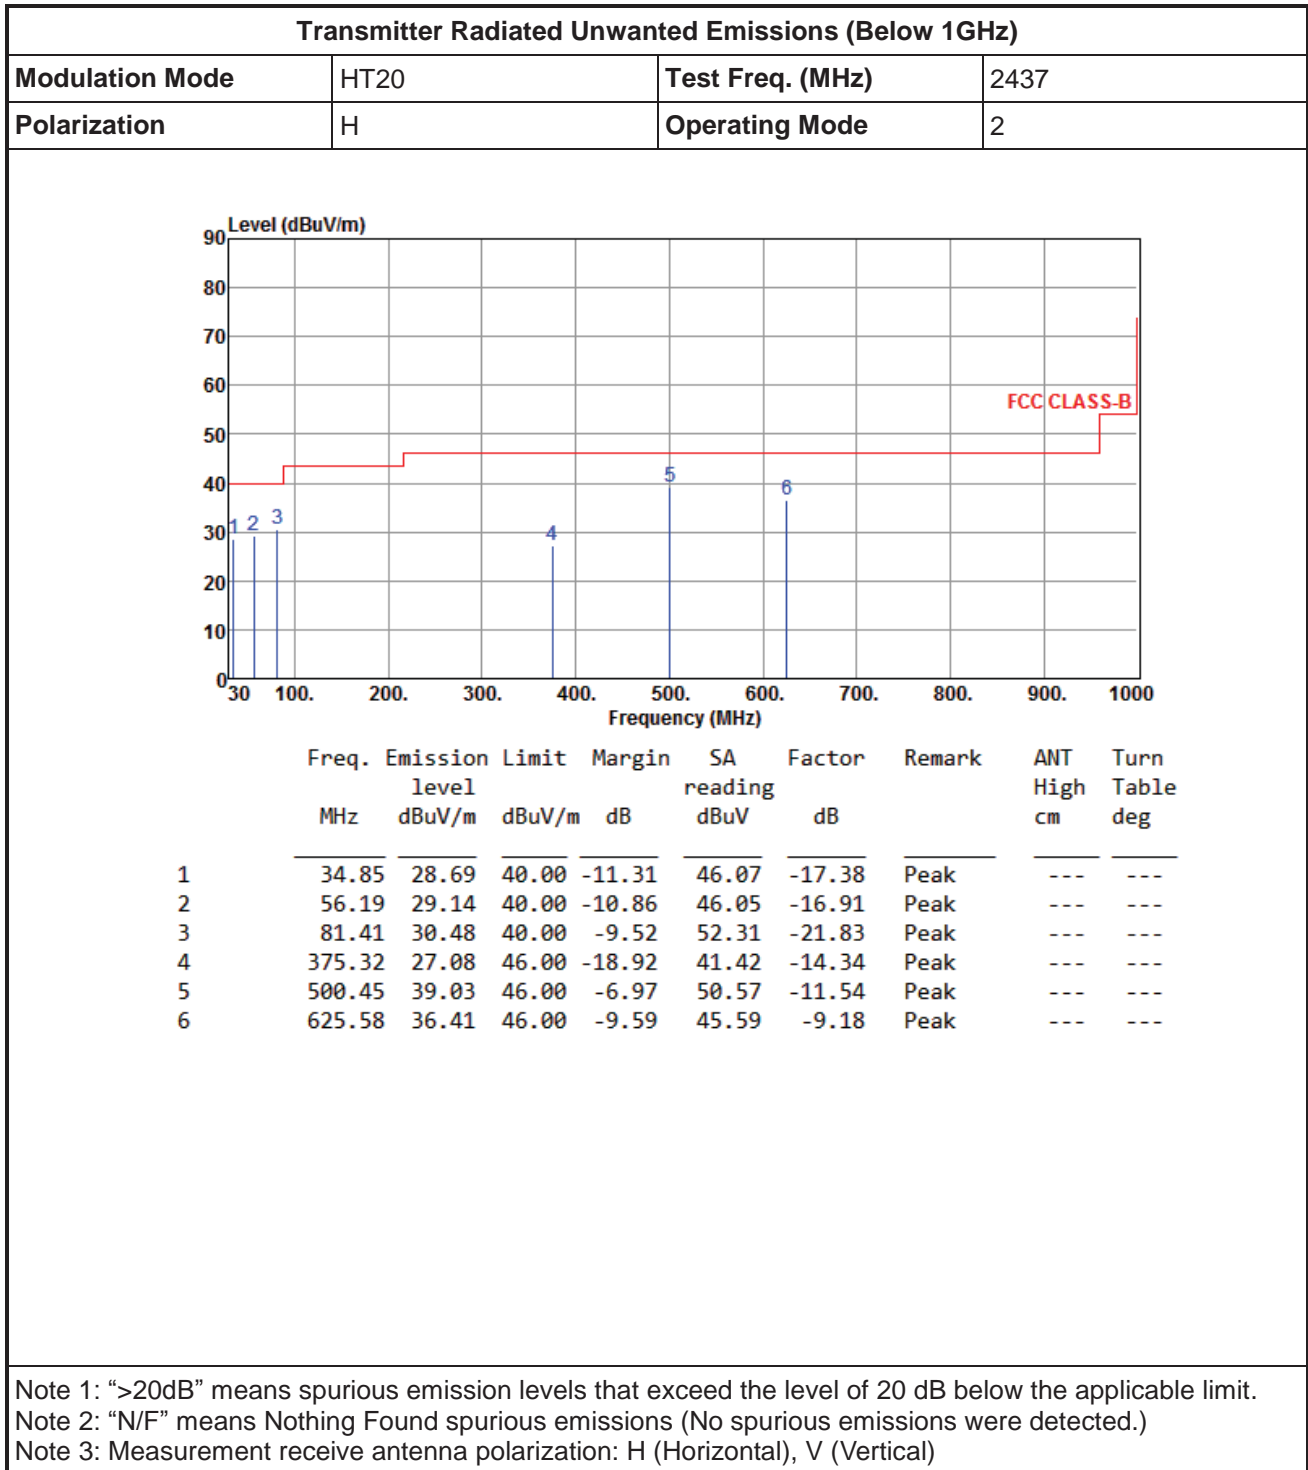 Transmitter Radiated Unwanted Emissions (Below 1GHz)
Modulation Mode HT20 Test Freq. (MHz) 2437
Polarization H Operating Mode 2
Level (dBuV/m)
90
80
70
60
FCC CLASS-B
50
5
40
6
1 2 3
30
4
20
10
0
30 100. 200. 300. 400. 500. 600. 700. 800. 900. 1000
Frequency (MHz)
Freq. Emission Limit Margin SA Factor Remark ANT Turn
level reading High Table
MHz dBuV/m dBuV/m dB dBuV dB cm deg
1 34.85 28.69 40.00 -11.31 46.07 -17.38 Peak --- ---
2 56.19 29.14 40.00 -10.86 46.05 -16.91 Peak --- ---
3 81.41 30.48 40.00 -9.52 52.31 -21.83 Peak --- ---
4 375.32 27.08 46.00 -18.92 41.42 -14.34 Peak --- ---
5 500.45 39.03 46.00 -6.97 50.57 -11.54 Peak --- ---
6 625.58 36.41 46.00 -9.59 45.59 -9.18 Peak --- ---
Note 1: “>20dB” means spurious emission levels that exceed the level of 20 dB below the applicable limit.
Note 2: “N/F” means Nothing Found spurious emissions (No spurious emissions were detected.)
Note 3: Measurement receive antenna polarization: H (Horizontal), V (Vertical)